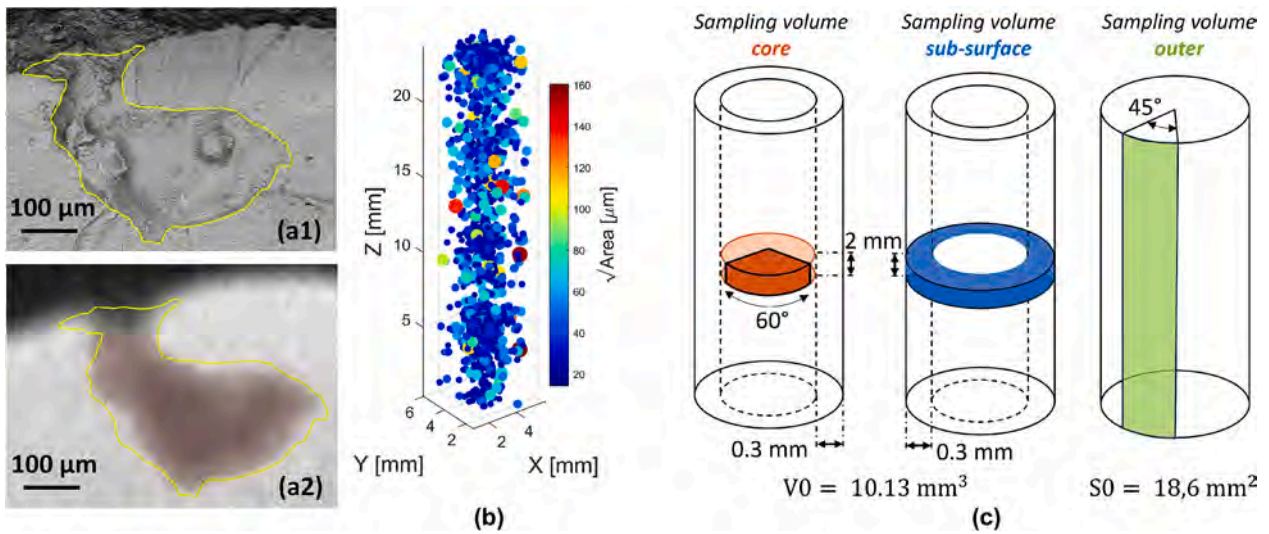 100 µm
(a1)
100 µm
(a2)
(b)
Z [mm]
20
15
10
5
6
4
2
Y [mm]
2
4
X [mm]
160
140
120
100
80
60
40
20
√Area [µm]
Sampling volume
core
Sampling volume
sub-surface
Sampling volume
outer
45°
2 mm
60°
0.3 mm
0.3 mm
V0 = 10.13 mm³
S0 = 18,6 mm²
(b)
(c)